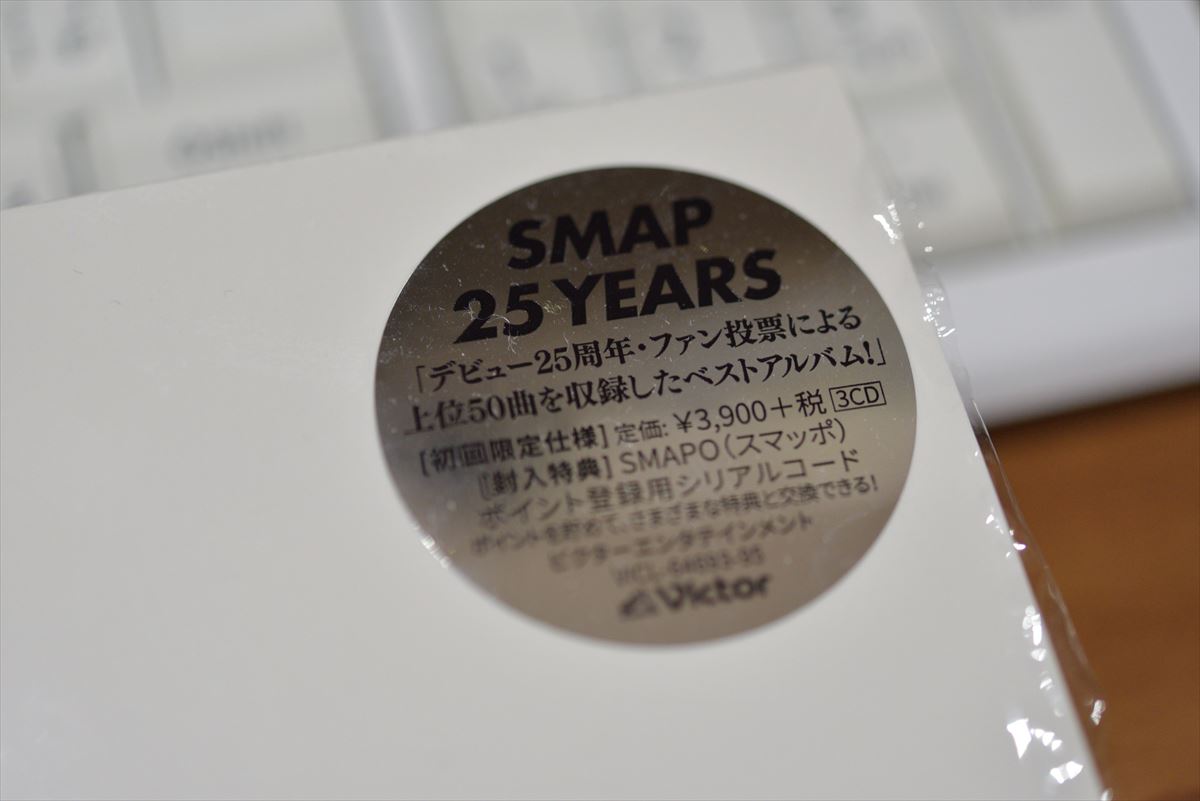 SMAP
25 YEARS
「デビュー25周年・ファン投票による
上位50曲を収録したベストアルバム!」
[初回限定仕様] 定価: ¥3,900+税 3CD
[封入特典] SMAPO(スマッポ)
ポイント登録用シリアルコード
ポイントを貯めて、さまざまな特典と交換できる!
ビクターエンタテインメント
Victor